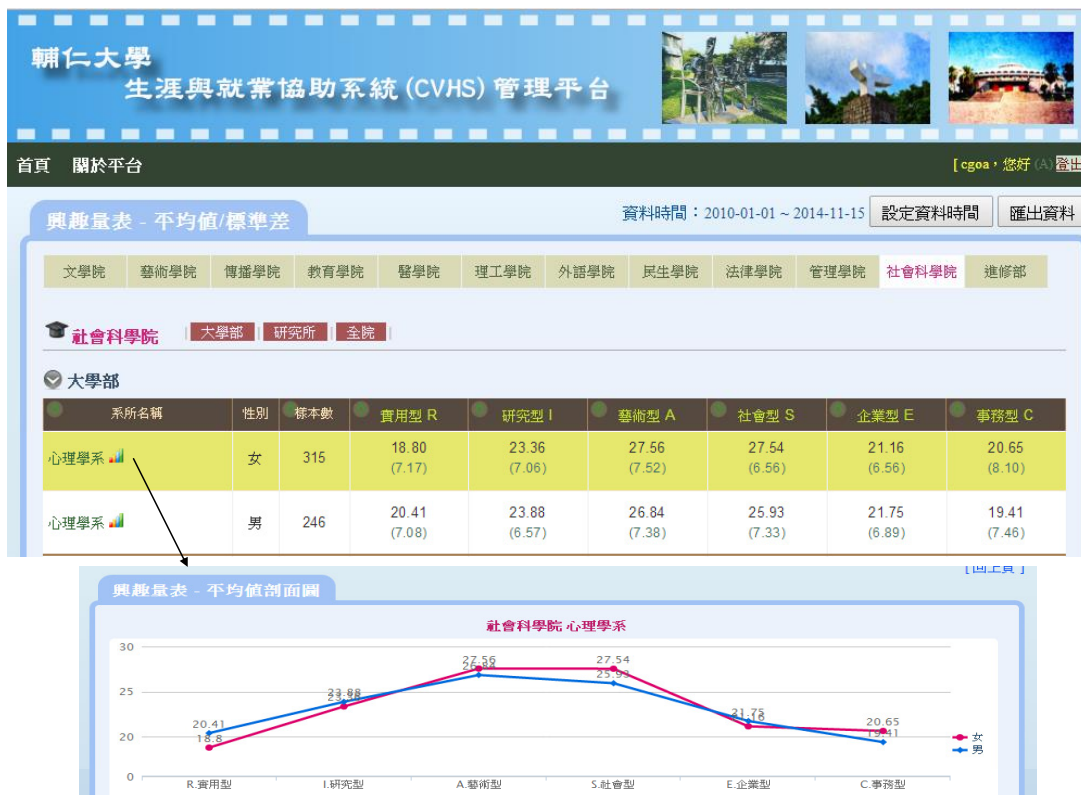 輔仁大學
生涯與就業協助系統 (CVHS) 管理平台
首頁 關於平台 [ cgoa，您好 (A) 登出
興趣量表 - 平均值/標準差 資料時間：2010-01-01 ~ 2014-11-15 設定資料時間 匯出資料
文學院 藝術學院 傳播學院 教育學院 醫學院 理工學院 外語學院 民生學院 法律學院 管理學院 社會科學院 進修部
社會科學院 | 大學部 | 研究所 | 全院 |
大學部
系所名稱 性別 樣本數 實用型 R 研究型 I 藝術型 A 社會型 S 企業型 E 事務型 C
心理學系 女 315 18.80 23.36 27.56 27.54 21.16 20.65
(7.17) (7.06) (7.52) (6.56) (6.56) (8.10)
心理學系 男 246 20.41 23.88 26.84 25.93 21.75 19.41
(7.08) (6.57) (7.38) (7.33) (6.89) (7.46)
[回上頁]
興趣量表 - 平均值剖面圖
社會科學院 心理學系
30
27.56 27.54
26.84 25.93
25
23.88
23.36
20.41 21.75 20.65
18.8 21.16 19.41
20
女
男
0
R.實用型 I.研究型 A.藝術型 S.社會型 E.企業型 C.事務型